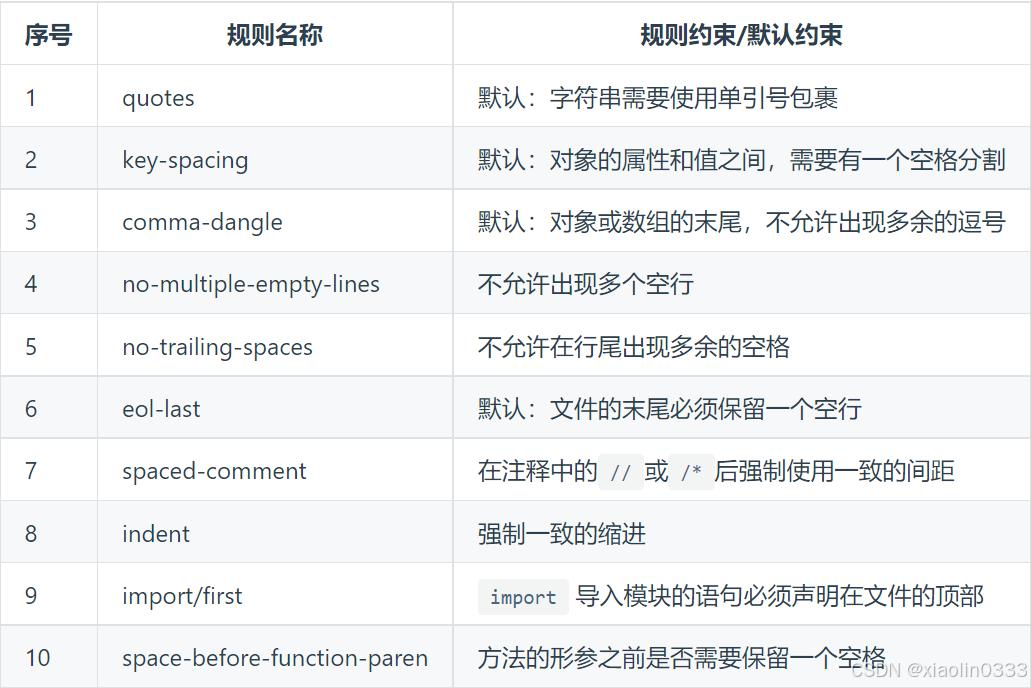 序号 规则名称 规则约束/默认约束
1 quotes 默认：字符串需要使用单引号包裹
2 key-spacing 默认：对象的属性和值之间，需要有一个空格分割
3 comma-dangle 默认：对象或数组的末尾，不允许出现多余的逗号
4 no-multiple-empty-lines 不允许出现多个空行
5 no-trailing-spaces 不允许在行尾出现多余的空格
6 eol-last 默认：文件的末尾必须保留一个空行
7 spaced-comment 在注释中的 // 或 /* 后强制使用一致的间距
8 indent 强制一致的缩进
9 import/first import 导入模块的语句必须声明在文件的顶部
10 space-before-function-paren 方法的形参之前是否需要保留一个空格
CSDN @xiaolin0333